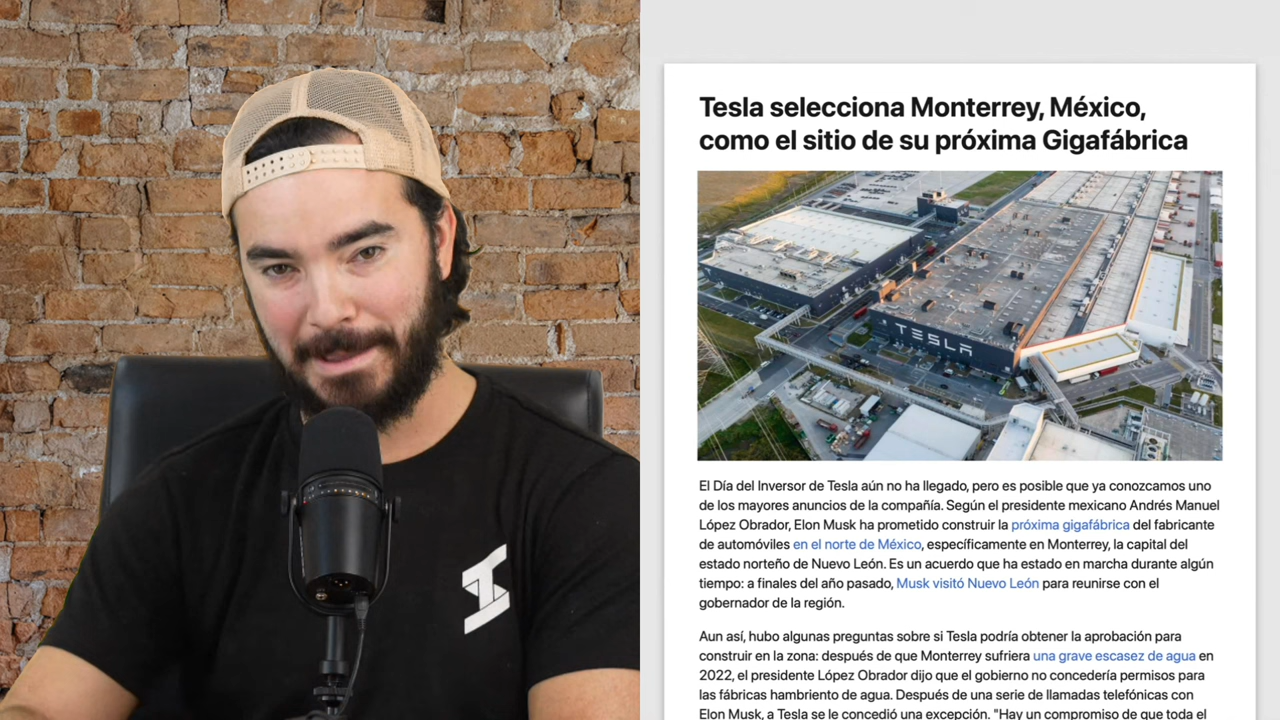 Tesla selecciona Monterrey, México,
como el sitio de su próxima Gigafábrica
TESLA
El Día del Inversor de Tesla aún no ha llegado, pero es posible que ya conozcamos uno
de los mayores anuncios de la compañía. Según el presidente mexicano Andrés Manuel
López Obrador, Elon Musk ha prometido construir la próxima gigafábrica del fabricante
de automóviles en el norte de México, específicamente en Monterrey, la capital del
estado norteño de Nuevo León. Es un acuerdo que ha estado en marcha durante algún
tiempo: a finales del año pasado, Musk visitó Nuevo León para reunirse con el
gobernador de la región.
Aun así, hubo algunas preguntas sobre si Tesla podría obtener la aprobación para
construir en la zona: después de que Monterrey sufriera una grave escasez de agua en
2022, el presidente López Obrador dijo que el gobierno no concedería permisos para
las fábricas hambriento de agua. Después de una serie de llamadas telefónicas con
Elon Musk, a Tesla se le concedió una excepción. "Hay un compromiso de que toda el